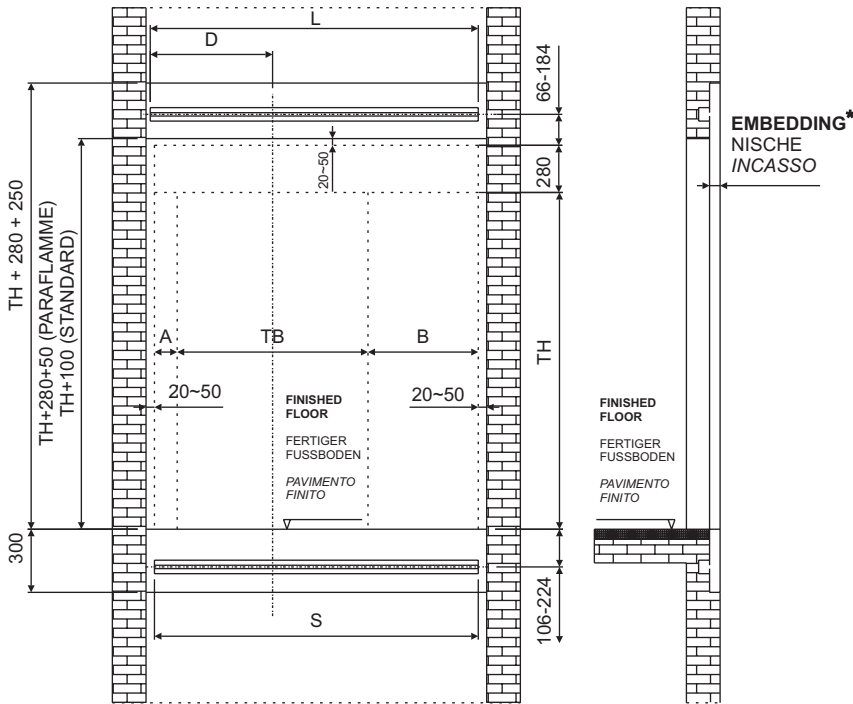 L
D
66-184
EMBEDDING*
NISCHE
INCASSO
20~50
280
TH + 280 + 250
TH+280+50 (PARAFLAMME)
TH+100 (STANDARD)
A
TB
B
TH
20~50
20~50
FINISHED
FLOOR
FERTIGER
FUSSBODEN
PAVIMENTO
FINITO
FINISHED
FLOOR
FERTIGER
FUSSBODEN
PAVIMENTO
FINITO
300
106-224
S